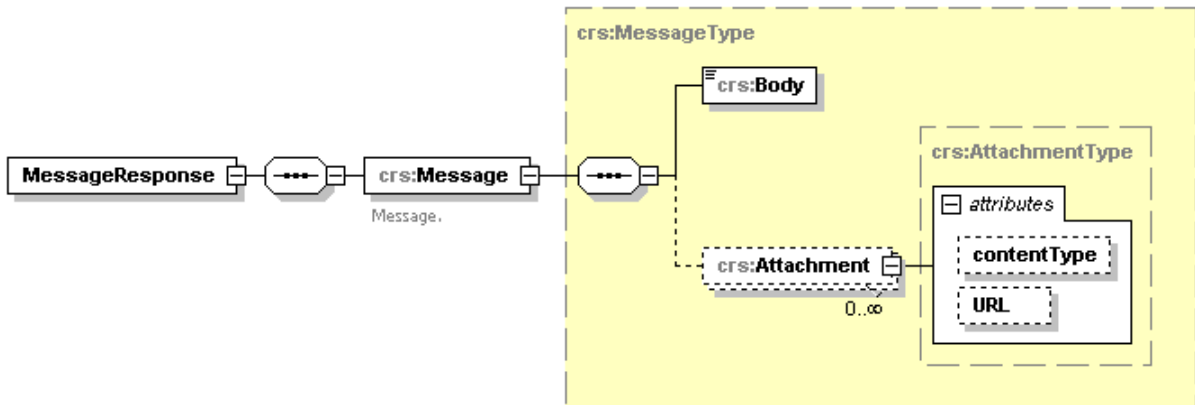 crs:MessageType
crs:Body
crs:AttachmentType
MessageResponse
crs:Message
attributes
Message.
contentType
crs:Attachment
0..∞
URL